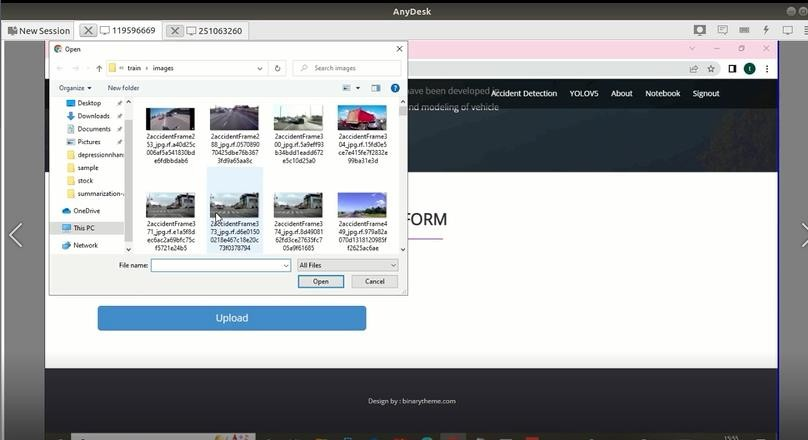 AnyDesk
New Session
119596669
251063260
Open
train
images
Search images
Organize
New folder
Desktop
Downloads
Documents
Pictures
depressionnhan
sample
stock
summarization-
OneDrive
This PC
Network
2accidentFrame2
53_jpg.rf.a40d25c
006af5a541830bd
e6fdbbdab6
2accidentFrame2
88_jpg.rf.0570890
70425dbe76b367
3fd9a65aa8c
2accidentFrame3
00_jpg.rf.5a9eff93
b34bdd1eadd672
e5c10d25a0
2accidentFrame3
04_jpg.rf.15fd0e5
ce7e415fe7f2832e
99ba31e3d
2accidentFrame3
71_jpg.rf.e1a5f8d
ec6ac2a69bfc75c
f5721e24b5
2accidentFrame3
73_jpg.rf.d6e0150
0218e467c18e20c
73f0378794
2accidentFrame3
74_jpg.rf.8d49081
62fd3ce27635fc7
05a9f61685
2accidentFrame4
49_jpg.rf.979a82a
070d1318120985f
f2625ac6ae
File name:
All Files
Open
Cancel
have been developed
nd modeling of vehicle
Accident Detection
YOLOV5
About
Notebook
Signout
FORM
Upload
Design by : binarytheme.com
15:55